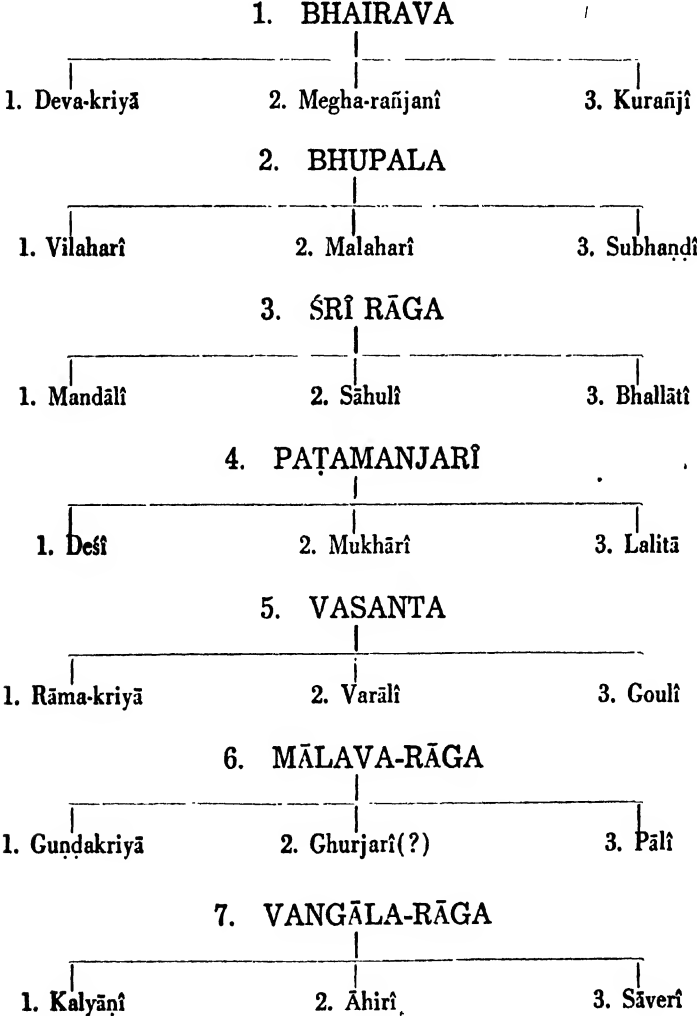 1. BHAIRAVA
1. Deva-kriyā 2. Megha-rañjanî 3. Kurañjî
2. BHUPALA
1. Vilaharî 2. Malaharî 3. Subhaṇḍî
3. ŚRÎ RĀGA
1. Mandālî 2. Sāhulî 3. Bhallātî
4. PAṬAMANJARÎ
1. Deśî 2. Mukhārî 3. Lalitā
5. VASANTA
1. Rāma-kriyā 2. Varālî 3. Goulî
6. MĀLAVA-RĀGA
1. Guṇḍakriyā 2. Ghurjarî(?) 3. Pālî
7. VANGĀLA-RĀGA
1. Kalyāṇî 2. Āhirî 3. Sāverî